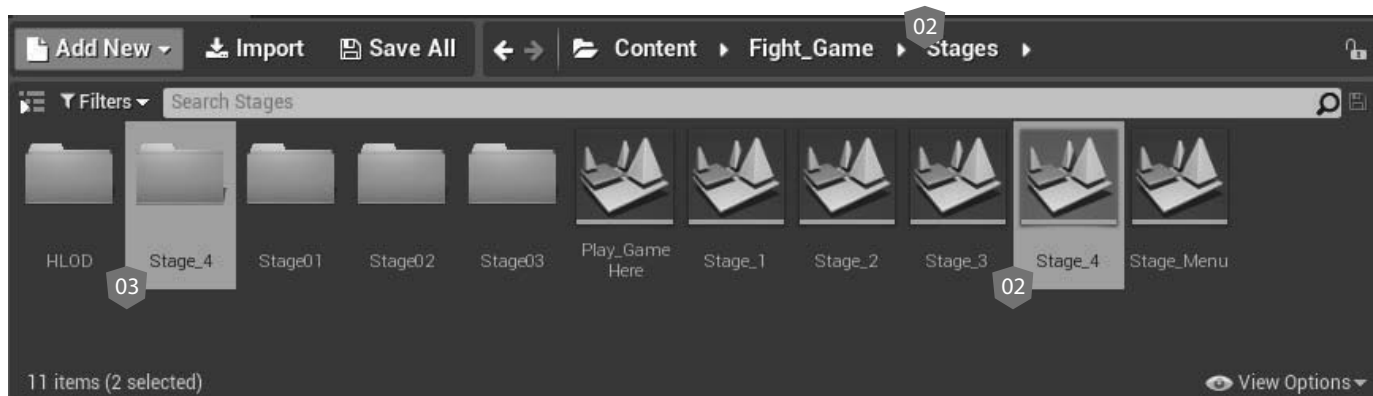 02
Add New Import Save All Content Fight_Game Stages
Filters Search Stages
HLOD Stage_4 Stage01 Stage02 Stage03 Play_Game Here Stage_1 Stage_2 Stage_3 Stage_4 Stage_Menu
03 02
11 items (2 selected) View Options